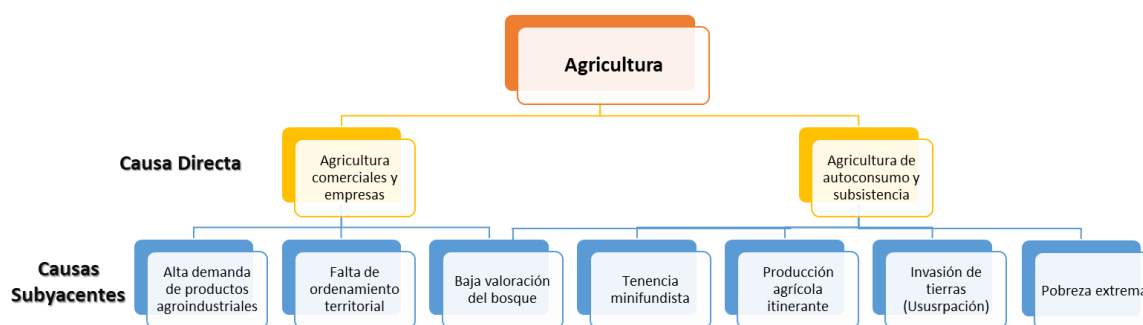 Agricultura
Causa Directa
Agricultura
comerciales y
empresas
Agricultura de
autoconsumo y
subsistencia
Causas
Subyacentes
Alta demanda
de productos
agroindustriales
Falta de
ordenamiento
territorial
Baja valoración
del bosque
Tenencia
minifundista
Producción
agrícola
itinerante
Invasión de
tierras
(Ususrpación)
Pobreza extrema